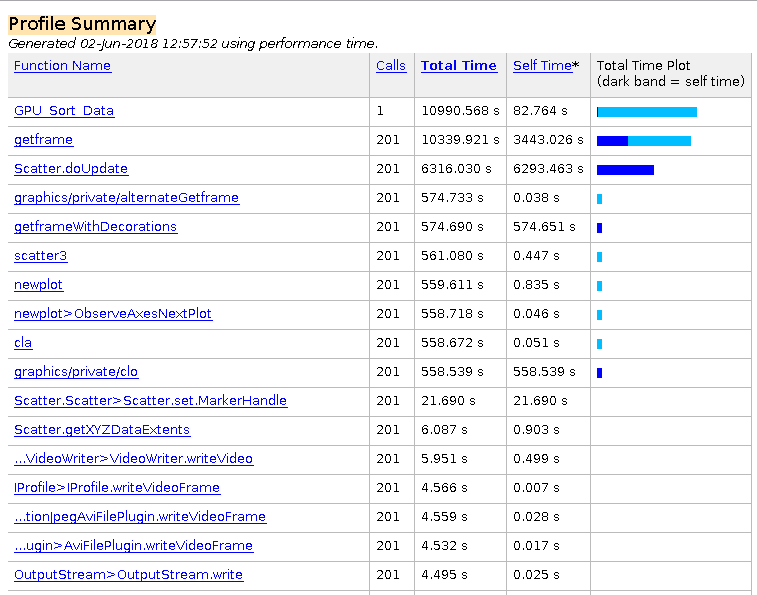 Profile Summary
Generated 02-Jun-2018 12:57:52 using performance time.
Function Name Calls Total Time Self Time* Total Time Plot
(dark band = self time)
GPU_Sort_Data 1 10990.568 s 82.764 s
getframe 201 10339.921 s 3443.026 s
Scatter.doUpdate 201 6316.030 s 6293.463 s
graphics/private/alternateGetframe 201 574.733 s 0.038 s
getframeWithDecorations 201 574.690 s 574.651 s
scatter3 201 561.080 s 0.447 s
newplot 201 559.611 s 0.835 s
newplot>ObserveAxesNextPlot 201 558.718 s 0.046 s
cla 201 558.672 s 0.051 s
graphics/private/clo 201 558.539 s 558.539 s
Scatter.Scatter>Scatter.set.MarkerHandle 201 21.690 s 21.690 s
Scatter.getXYZDataExtents 201 6.087 s 0.903 s
...VideoWriter>VideoWriter.writeVideo 201 5.951 s 0.499 s
IProfile>IProfile.writeVideoFrame 201 4.566 s 0.007 s
...tionJpegAviFilePlugin.writeVideoFrame 201 4.559 s 0.028 s
...ugin>AviFilePlugin.writeVideoFrame 201 4.532 s 0.017 s
OutputStream>OutputStream.write 201 4.495 s 0.025 s